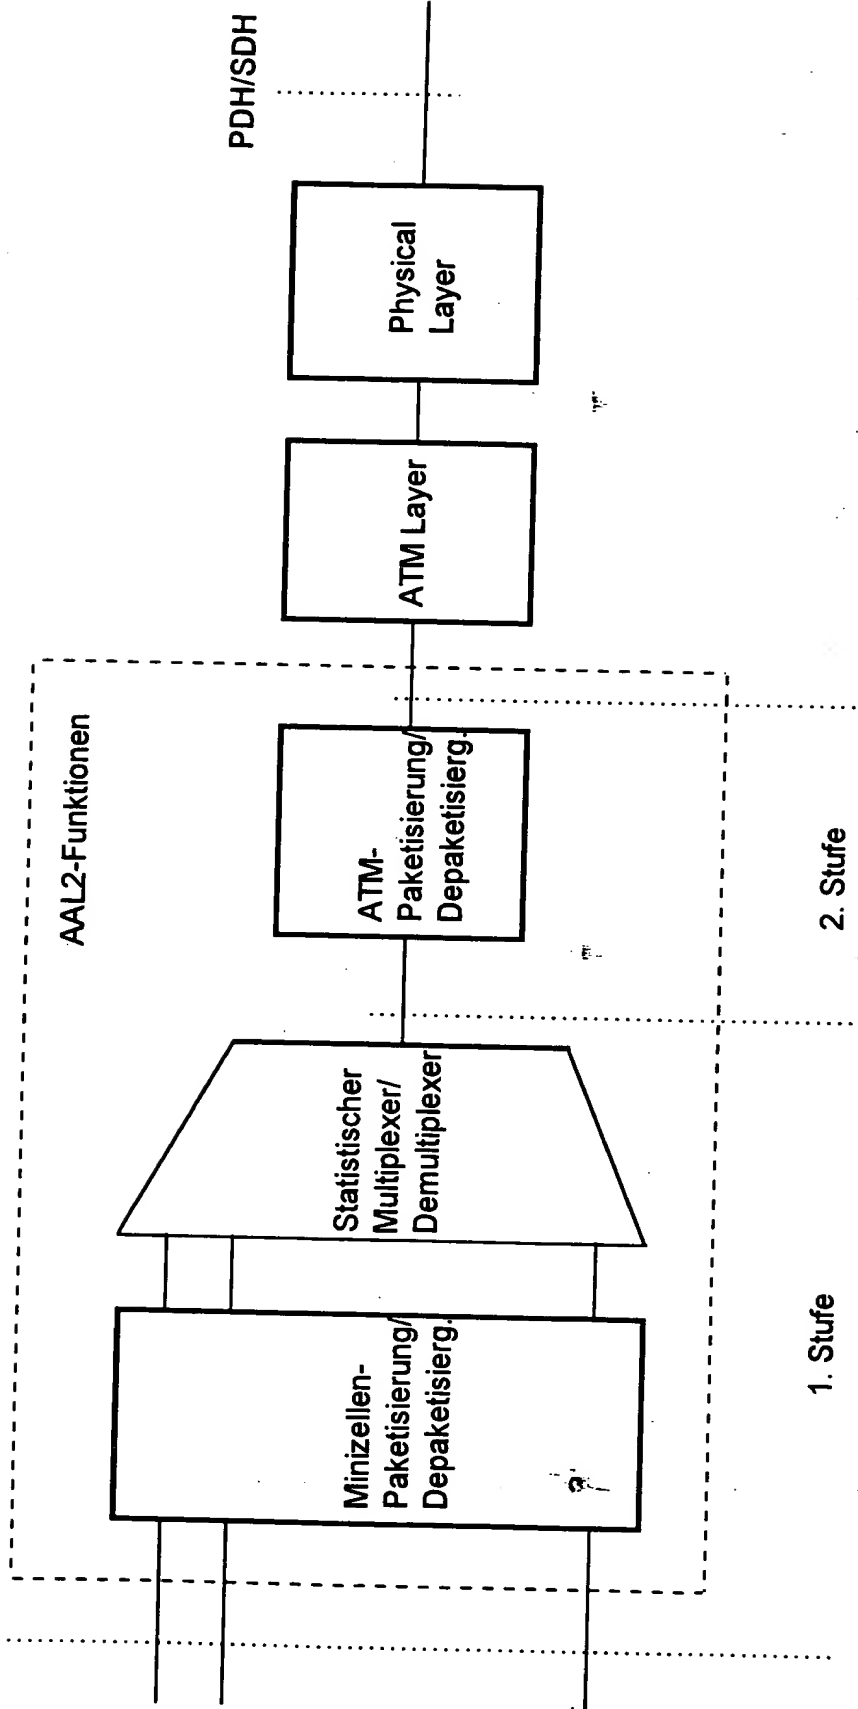 AAL2-Funktionen
Minizellen-
Paketisierung/
Depaketisierg.
Statistischer
Multiplexer/
Demultiplexer
ATM-
Paketisierung/
Depaketisierg.
ATM Layer
Physical
Layer
PDH/SDH
1. Stufe
2. Stufe